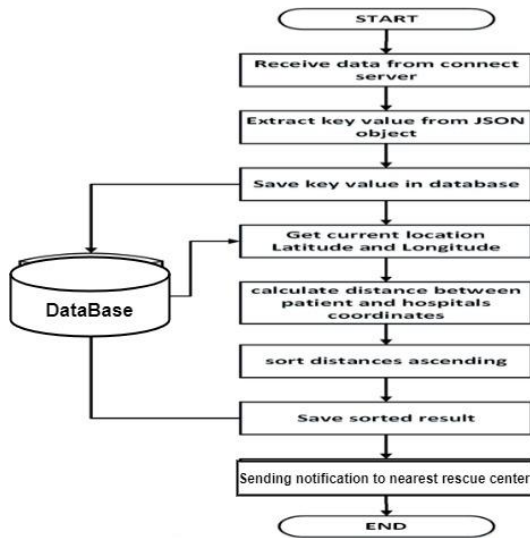 START
Receive data from connect
server
Extract key value from JSON
object
Save key value in database
Get current location
Latitude and Longitude
DataBase
calculate distance between
patient and hospitals
coordinates
sort distances ascending
Save sorted result
Sending notification to nearest rescue center
END